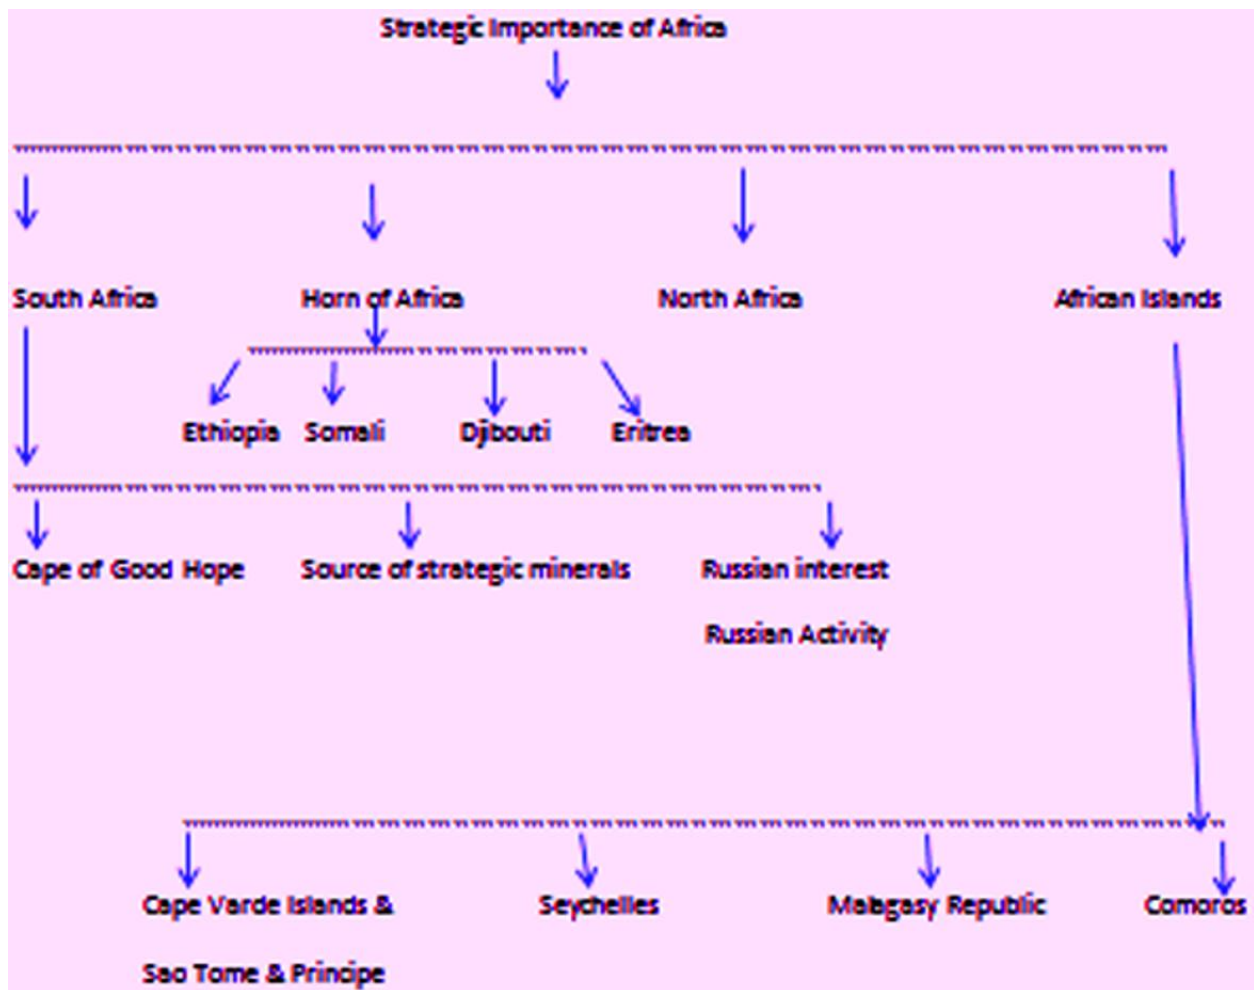 Strategic Importance of Africa
South Africa Horn of Africa North Africa African Islands
Ethiopia Somali Djibouti Eritrea
Cape of Good Hope Source of strategic minerals Russian interest
Russian Activity
Cape Varde Islands & Seychelles Malagasy Republic Comoros
Sao Tome & Principe